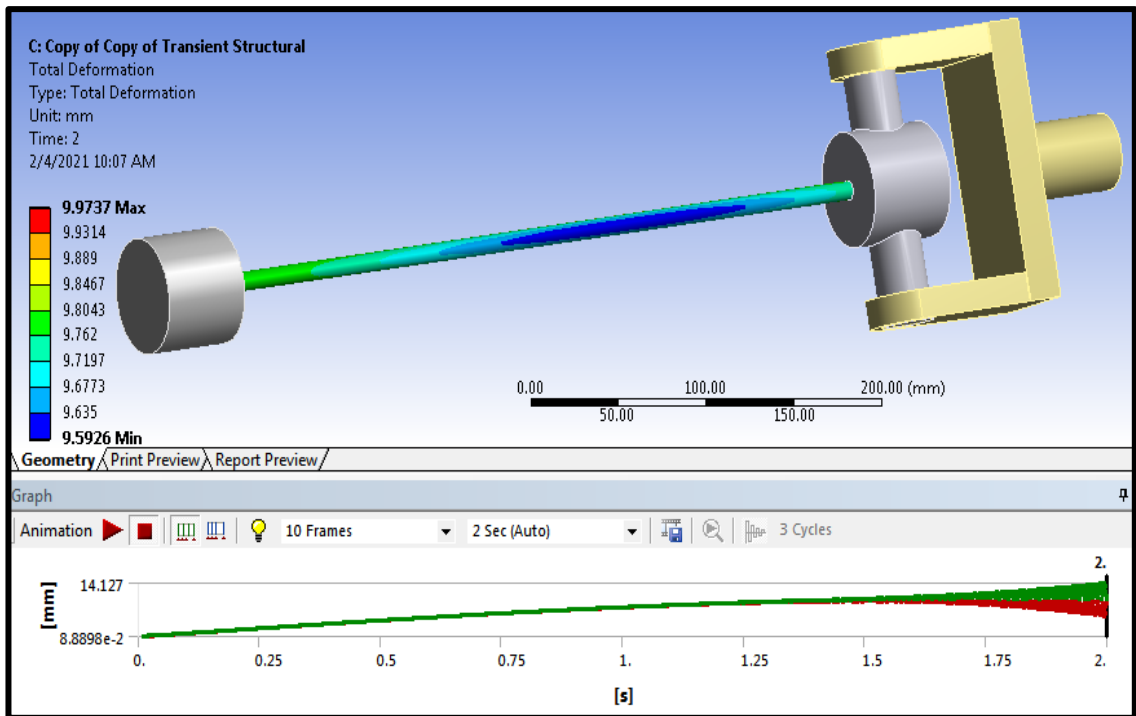 C: Copy of Copy of Transient Structural
Total Deformation
Type: Total Deformation
Unit: mm
Time: 2
2/4/2021 10:07 AM
9.9737 Max
9.9314
9.889
9.8467
9.8043
9.762
9.7197
9.6773
9.635
9.5926 Min
0.00 100.00 200.00 (mm)
50.00 150.00
Geometry Print Preview Report Preview
Graph
Animation 10 Frames 2 Sec (Auto) 3 Cycles
2.
14.127
[mm]
8.8898e-2
0. 0.25 0.5 0.75 1. 1.25 1.5 1.75 2.
[s]